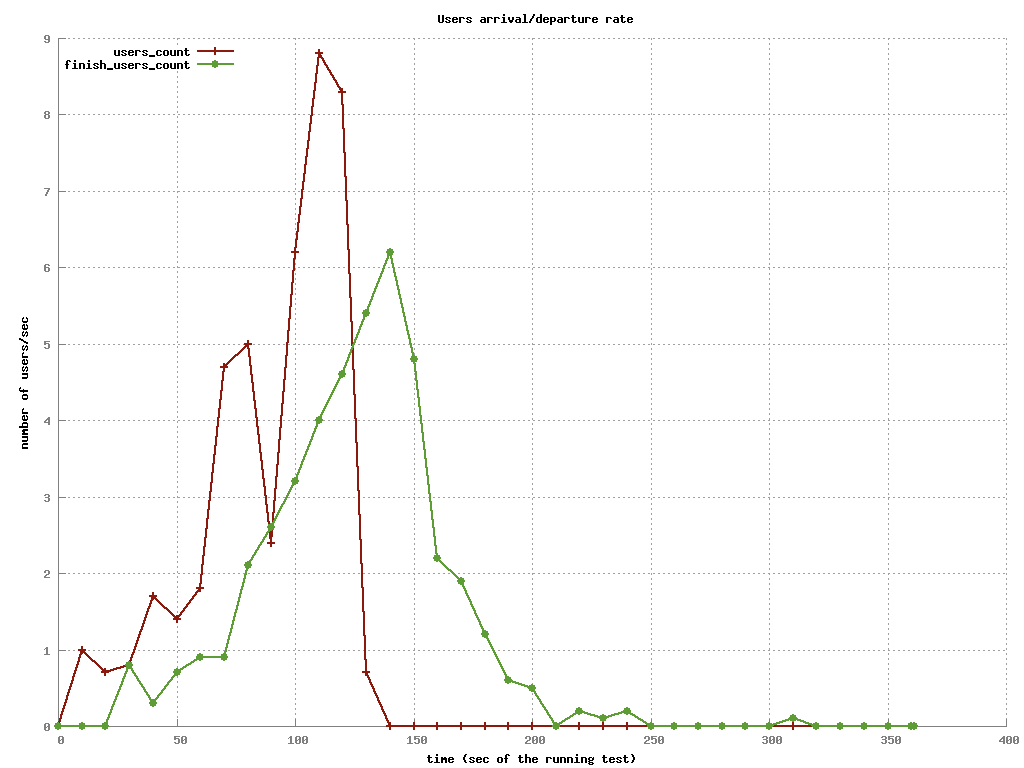 Users arrival/departure rate
users_count
finish_users_count
9
8
7
6
5
4
3
2
1
0
number of users/sec
0 50 100 150 200 250 300 350 400
time (sec of the running test)